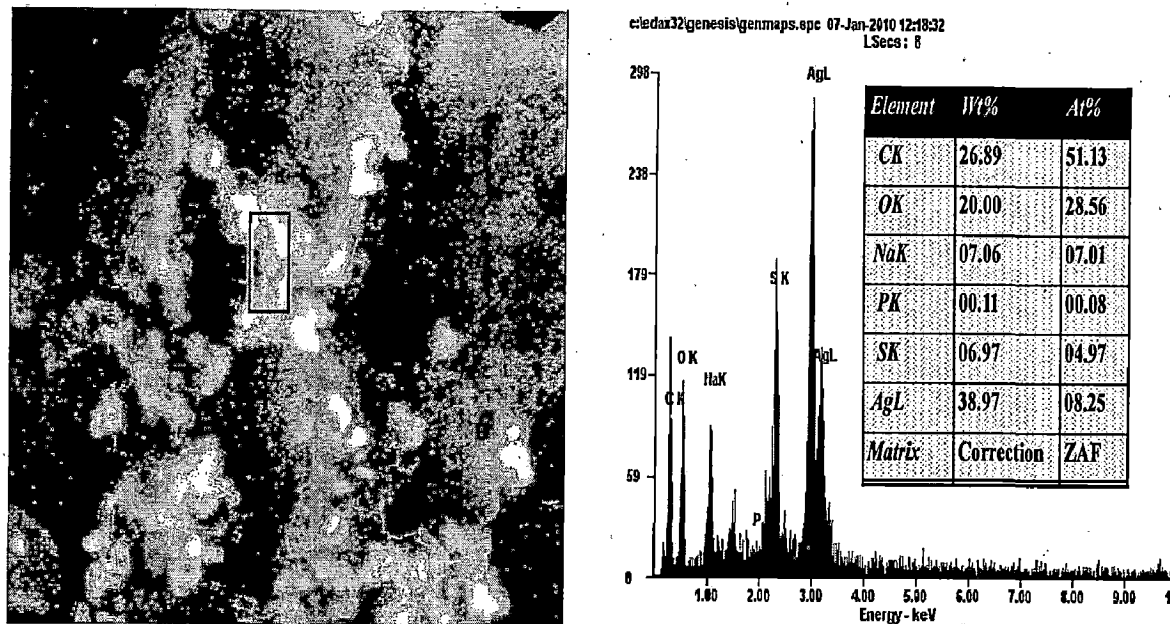 c:\edax32\genesis\genmaps.spc 07-Jan-2010 12:18:32
LSecs : 8
298
238
179
119
59
0
C K
O K
NaK
P
S K
AgL
AgL
1.00 2.00 3.00 4.00 5.00 6.00 7.00 8.00 9.00 1
Energy - keV
Element Wt% At%
CK 26.89 51.13
OK 20.00 28.56
NaK 07.06 07.01
PK 00.11 00.08
SK 06.97 04.97
AgL 38.97 08.25
Matrix Correction ZAF